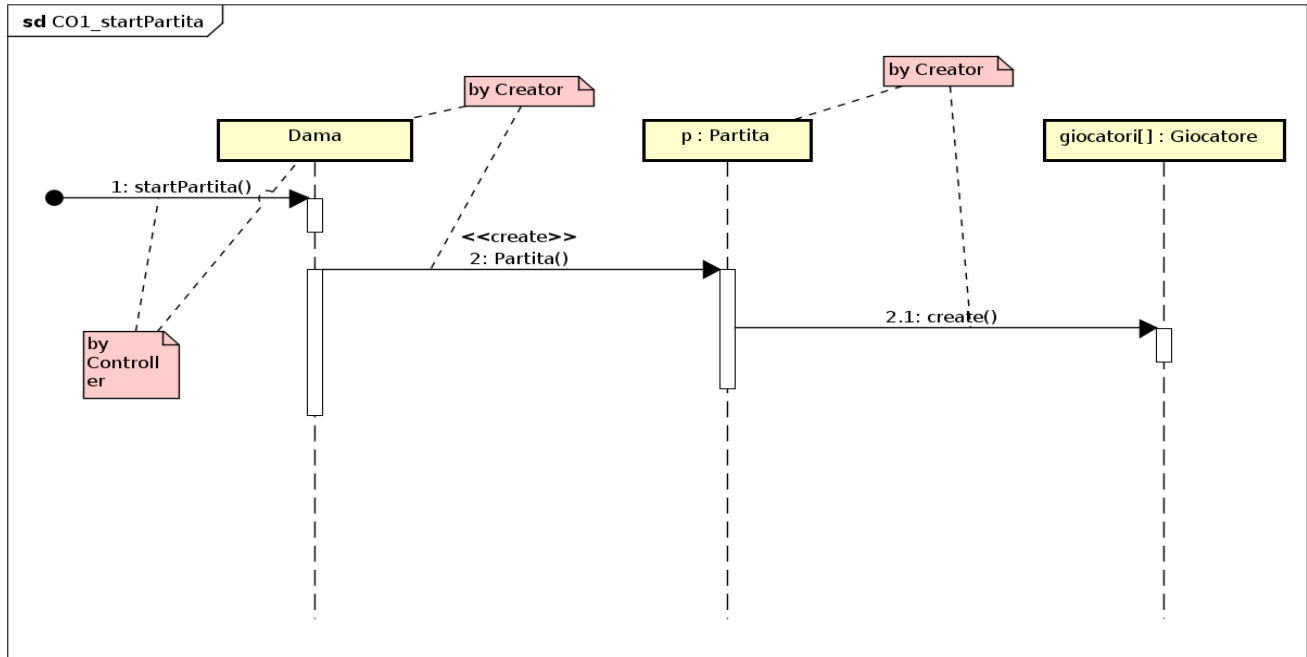 sd CO1_startPartita
by Creator
by Creator
Dama
p : Partita
giocatori[ ] : Giocatore
1: startPartita()
<<create>>
2: Partita()
2.1: create()
by
Controll
er